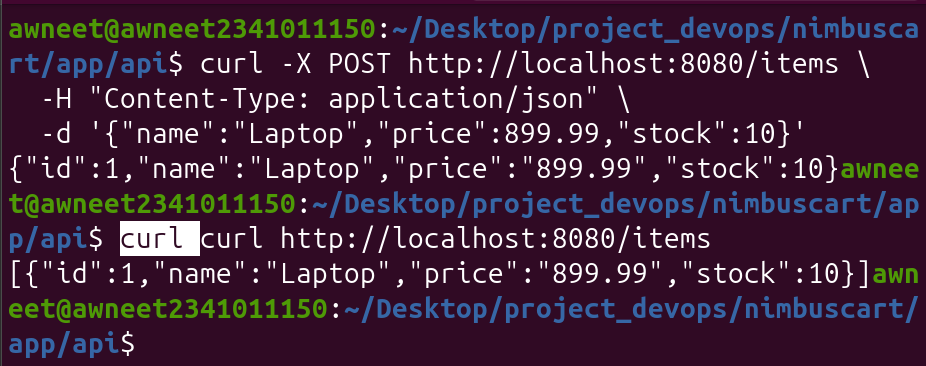 awneet@awneet2341011150:~/Desktop/project_devops/nimbusca
rt/app/api$ curl -X POST http://localhost:8080/items \
  -H "Content-Type: application/json" \
  -d '{"name":"Laptop","price":899.99,"stock":10}'
{"id":1,"name":"Laptop","price":"899.99","stock":10}awnee
t@awneet2341011150:~/Desktop/project_devops/nimbuscart/ap
p/api$ curl curl http://localhost:8080/items
[{"id":1,"name":"Laptop","price":"899.99","stock":10}]awn
eet@awneet2341011150:~/Desktop/project_devops/nimbuscart/
app/api$